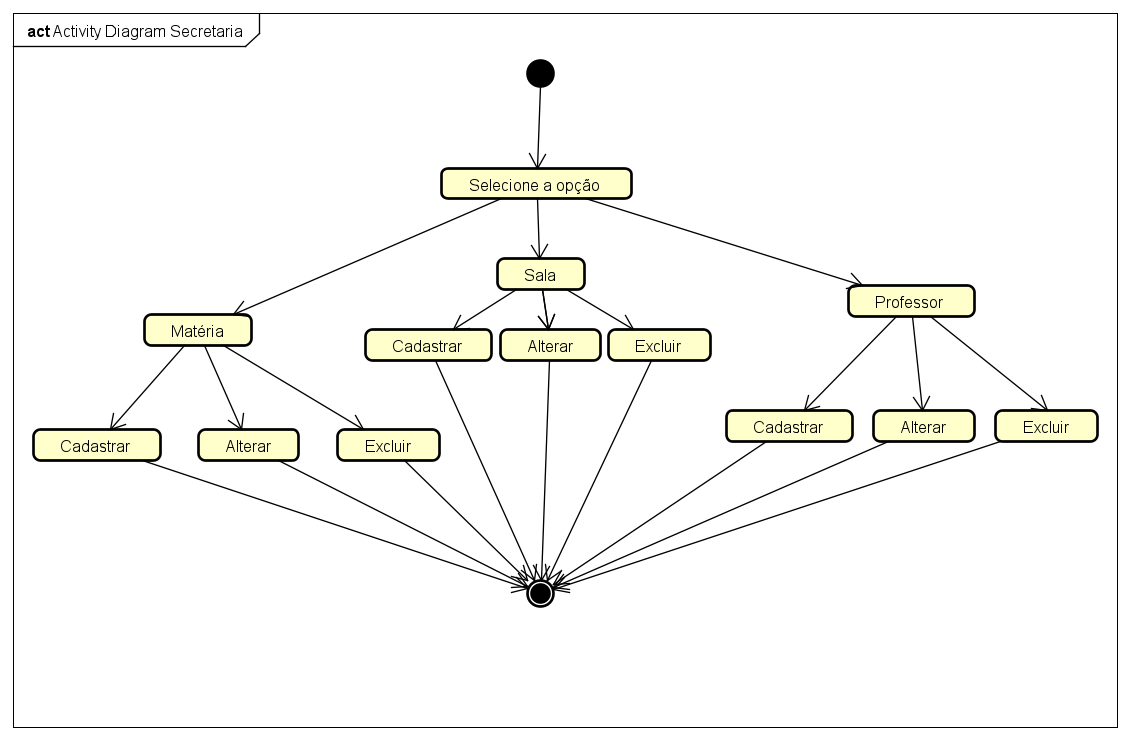 act Activity Diagram Secretaria
Selecione a opção
Sala
Professor
Matéria
Cadastrar
Alterar
Excluir
Cadastrar
Alterar
Excluir
Cadastrar
Alterar
Excluir